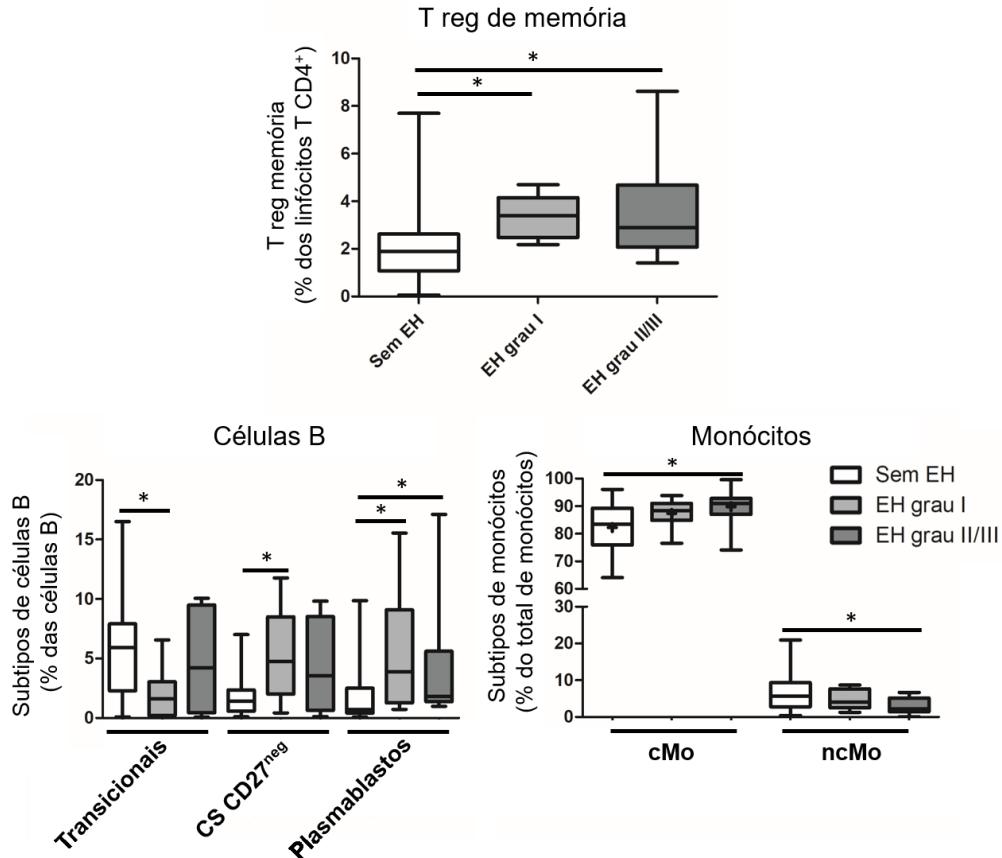 T reg de memória
T reg memória
(% dos linfócitos T CD4⁺)
10
8
6
4
2
0
*
*
Sem EH
EH grau I
EH grau II/III
Células B
Subtipos de células B
(% das células B)
20
15
10
5
0
*
*
*
*
Transicionais
CS CD27ⁿᵉᵍ
Plasmablastos
Monócitos
Subtipos de monócitos
(% do total de monócitos)
100
90
80
70
60
30
20
10
0
*
*
cMo
ncMo
Sem EH
EH grau I
EH grau II/III